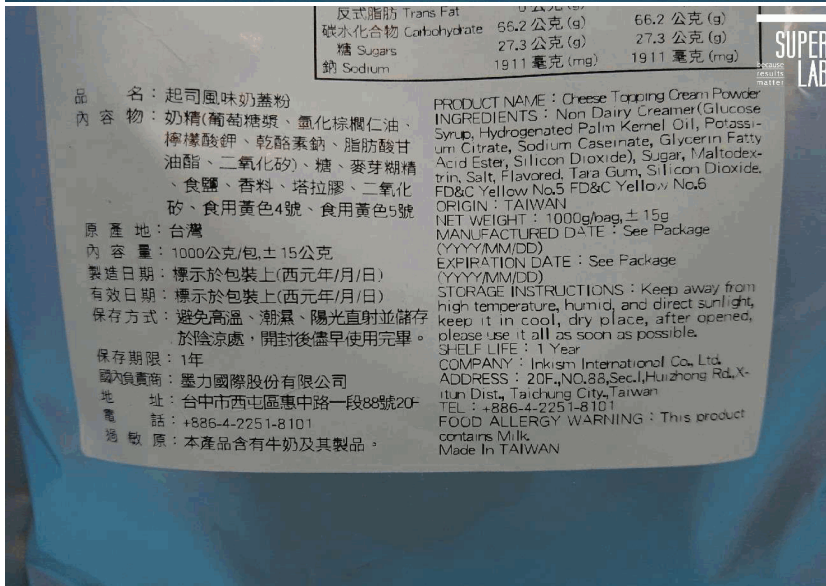 反式脂肪 Trans Fat 0 公克 (g)
碳水化合物 Carbohydrate 66.2 公克 (g) 66.2 公克 (g)
糖 Sugars 27.3 公克 (g) 27.3 公克 (g)
鈉 Sodium 1911 毫克 (mg) 1911 毫克 (mg)
SUPER LAB
because results matter
品名：起司風味奶蓋粉
內容物：奶精(葡萄糖漿、氫化棕櫚仁油、
檸檬酸鉀、乾酪素鈉、脂肪酸甘
油酯、二氧化矽)、糖、麥芽糊精
、食鹽、香料、塔拉膠、二氧化
矽、食用黃色4號、食用黃色5號
原產地：台灣
內容量：1000公克/包,±15公克
製造日期：標示於包裝上(西元年/月/日)
有效日期：標示於包裝上(西元年/月/日)
保存方式：避免高溫、潮濕、陽光直射並儲存
於陰涼處，開封後儘早使用完畢。
保存期限：1年
國內負責商：墨力國際股份有限公司
地址：台中市西屯區惠中路一段88號20F
電話：+886-4-2251-8101
過敏原：本產品含有牛奶及其製品。
PRODUCT NAME：Cheese Topping Cream Powder
INGREDIENTS：Non Dairy Creamer(Glucose
Syrup, Hydrogenated Palm Kernel Oil, Potassi-
um Citrate, Sodium Caseinate, Glycerin Fatty
Acid Ester, Silicon Dioxide), Sugar, Maltodex-
trin, Salt, Flavored, Tara Gum, Silicon Dioxide.
FD&C Yellow No.5 FD&C Yellow No.6
ORIGIN：TAIWAN
NET WEIGHT：1000g/bag,±15g
MANUFACTURED DATE：See Package
(YYYY/MM/DD)
EXPIRATION DATE：See Package
(YYYY/MM/DD)
STORAGE INSTRUCTIONS：Keep away from
high temperature, humid, and direct sunlight,
keep it in cool, dry place, after opened,
please use it all as soon as possible.
SHELF LIFE：1 Year
COMPANY：Inkism International Co., Ltd.
ADDRESS：20F.,NO.88,Sec.1,Huizhong Rd.,X-
itun Dist., Taichung City.,Taiwan
TEL：+886-4-2251-8101
FOOD ALLERGY WARNING：This product
contains Milk.
Made In TAIWAN